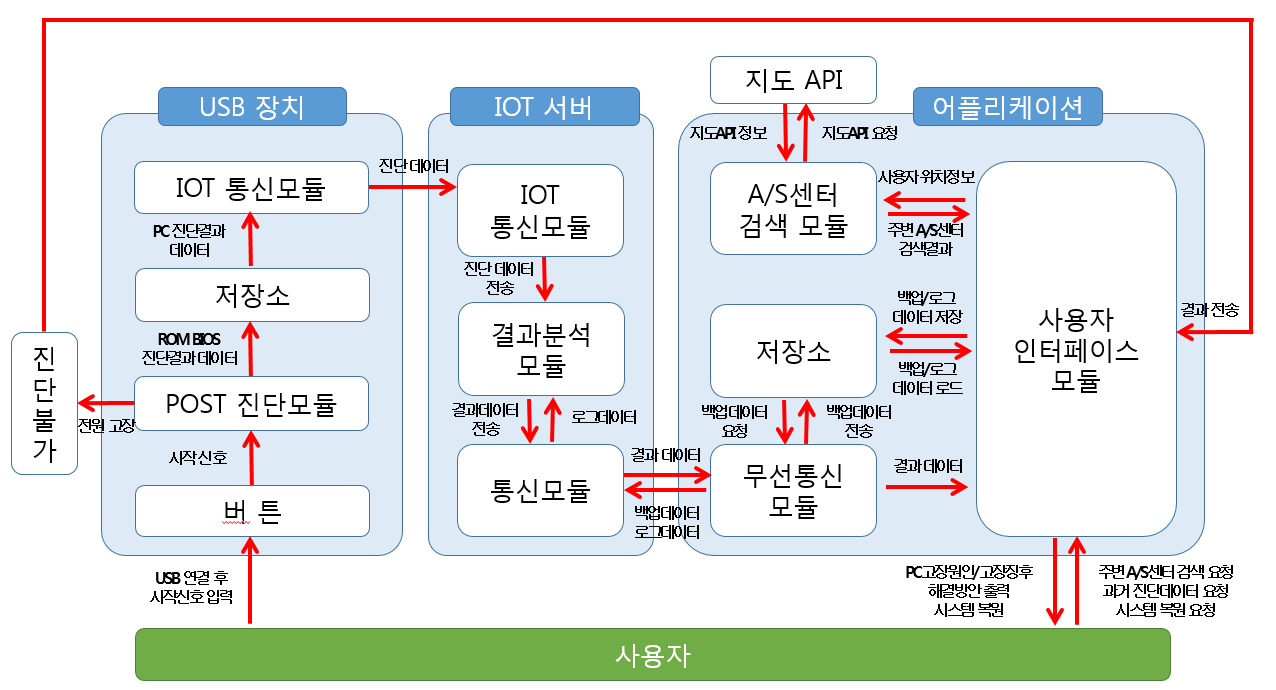 지도 API
USB 장치
IOT 서버
어플리케이션
지도API 정보
지도API 요청
IOT 통신모듈
진단 데이터
IOT
통신모듈
A/S센터
검색 모듈
사용자 위치정보
주변 A/S센터
검색결과
PC 진단결과
데이터
진단 데이터
전송
저장소
결과분석
모듈
저장소
백업/로그
데이터 저장
백업/로그
데이터 로드
사용자
인터페이스
모듈
결과 전송
ROM BIOS
진단결과 데이터
진
단
불
가
전원 고장
POST 진단모듈
결과데이터
전송
로그데이터
백업데이터
요청
백업데이터
전송
시작신호
버 튼
통신모듈
결과 데이터
백업데이터
로그데이터
무선통신
모듈
결과 데이터
USB 연결 후
시작신호 입력
PC고장원인/고장징후
해결방안 출력
시스템 복원
주변 A/S센터 검색 요청
과거 진단데이터 요청
시스템 복원 요청
사용자